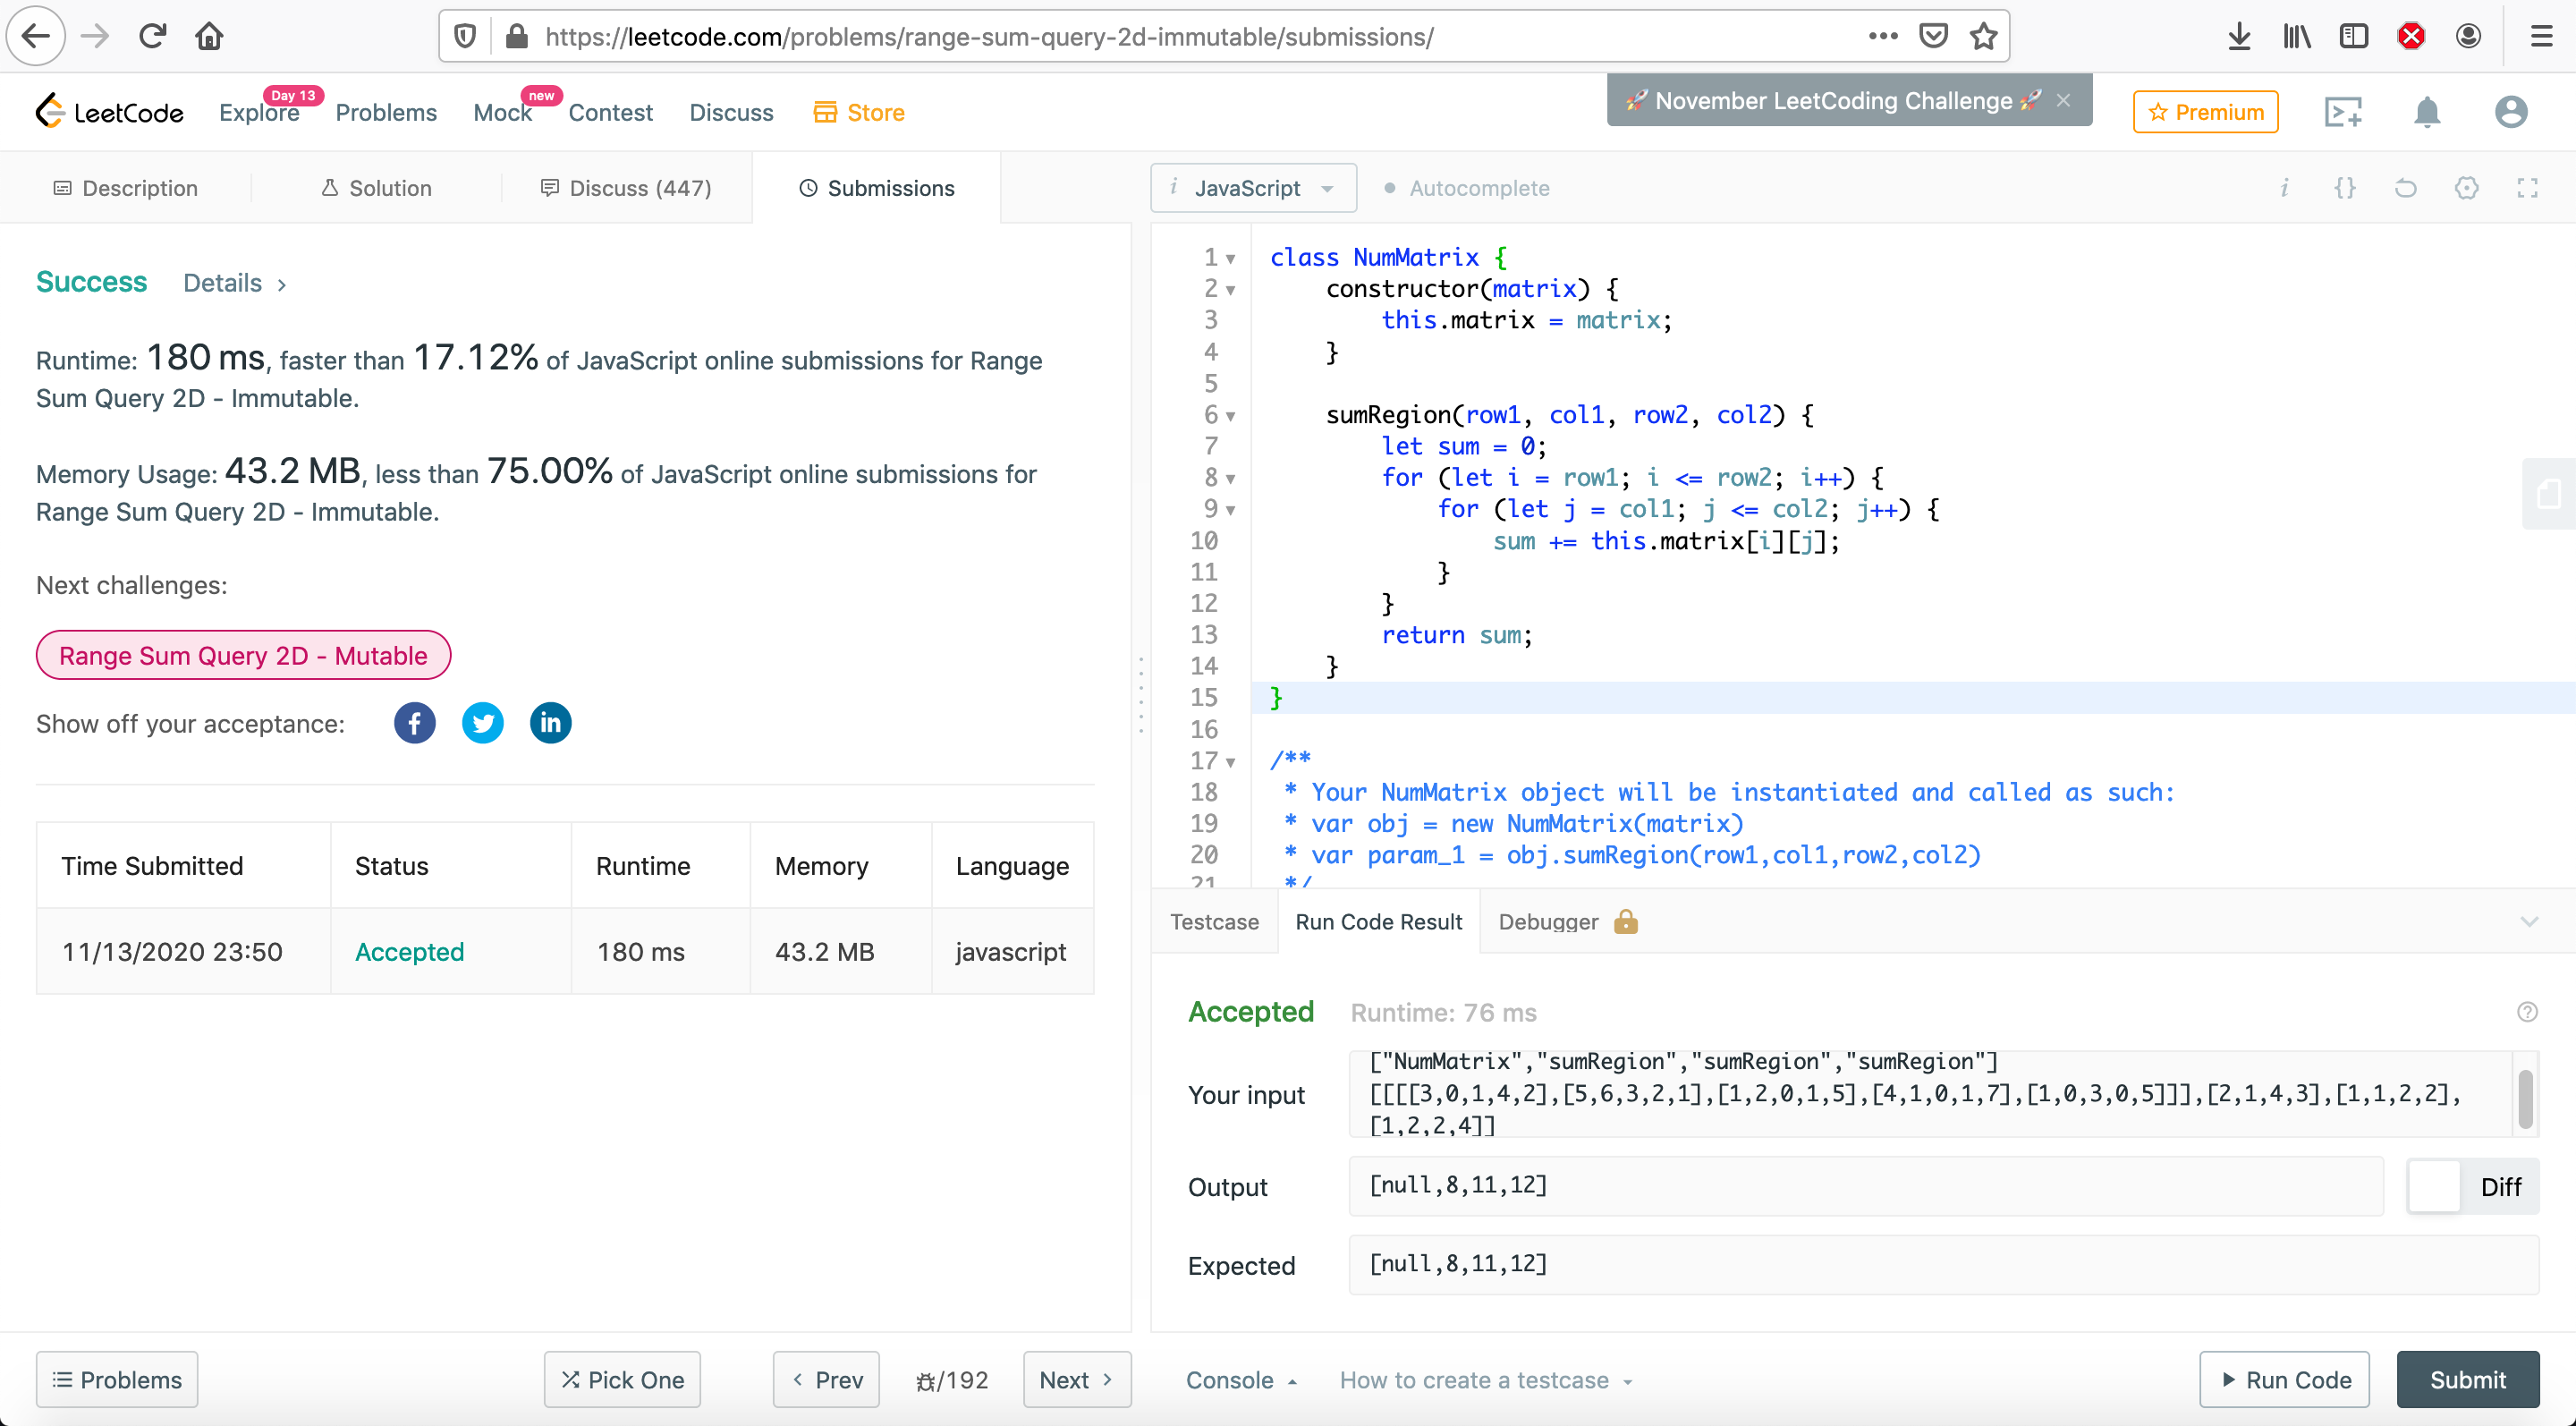 https://leetcode.com/problems/range-sum-query-2d-immutable/submissions/
LeetCode
Explore
Day 13
Problems
Mock
new
Contest
Discuss
Store
🚀 November LeetCoding Challenge 🚀 ×
Premium
Description
Solution
Discuss (447)
Submissions
i JavaScript
Autocomplete
Success Details >
Runtime: 180 ms, faster than 17.12% of JavaScript online submissions for Range
Sum Query 2D - Immutable.
Memory Usage: 43.2 MB, less than 75.00% of JavaScript online submissions for
Range Sum Query 2D - Immutable.
Next challenges:
Range Sum Query 2D - Mutable
Show off your acceptance:
Time Submitted Status Runtime Memory Language
11/13/2020 23:50 Accepted 180 ms 43.2 MB javascript
1 class NumMatrix {
2     constructor(matrix) {
3         this.matrix = matrix;
4     }
5
6     sumRegion(row1, col1, row2, col2) {
7         let sum = 0;
8         for (let i = row1; i <= row2; i++) {
9             for (let j = col1; j <= col2; j++) {
10                 sum += this.matrix[i][j];
11             }
12         }
13         return sum;
14     }
15 }
16
17 /**
18  * Your NumMatrix object will be instantiated and called as such:
19  * var obj = new NumMatrix(matrix)
20  * var param_1 = obj.sumRegion(row1,col1,row2,col2)
21  */
Testcase
Run Code Result
Debugger
Accepted Runtime: 76 ms
Your input
["NumMatrix","sumRegion","sumRegion","sumRegion"]
[[[[3,0,1,4,2],[5,6,3,2,1],[1,2,0,1,5],[4,1,0,1,7],[1,0,3,0,5]]],[2,1,4,3],[1,1,2,2],
[1,2,2,4]]
Output
[null,8,11,12]
Diff
Expected
[null,8,11,12]
Problems
Pick One
< Prev
/192
Next >
Console
How to create a testcase
Run Code
Submit